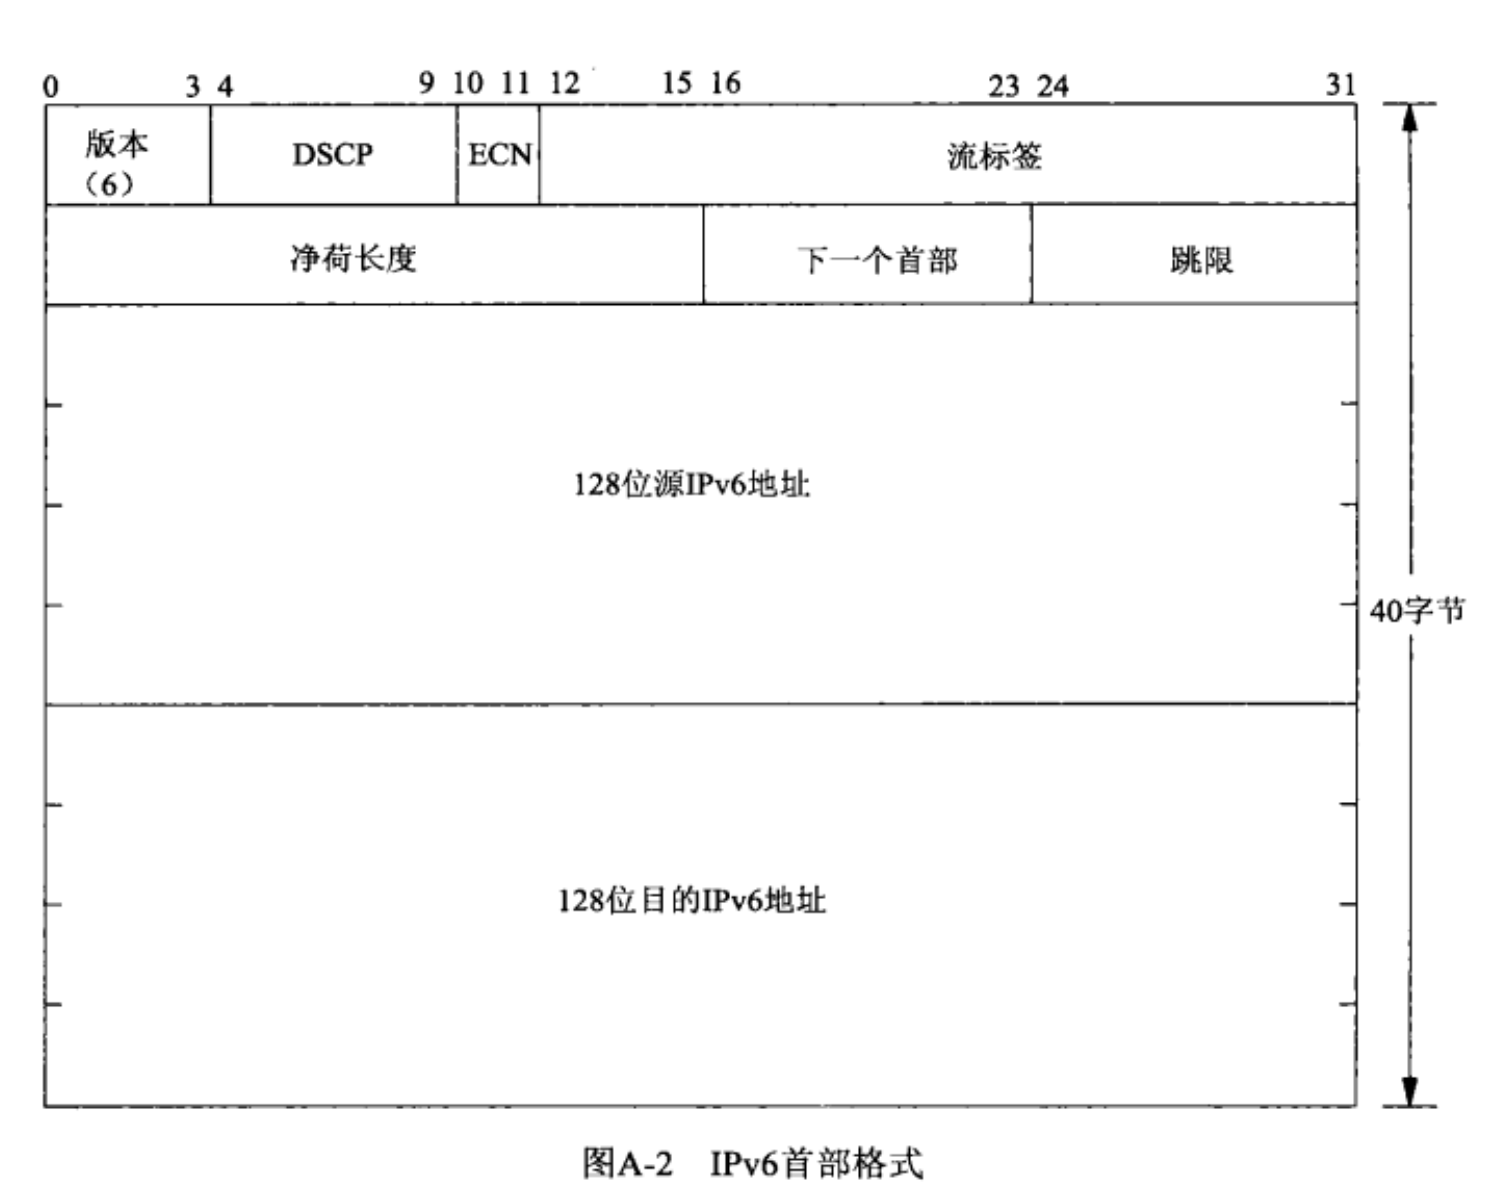 0 3 4 9 10 11 12 15 16 23 24 31
版本
（6）
DSCP
ECN
流标签
净荷长度
下一个首部
跳限
128位源IPv6地址
40字节
128位目的IPv6地址
图A-2 IPv6首部格式